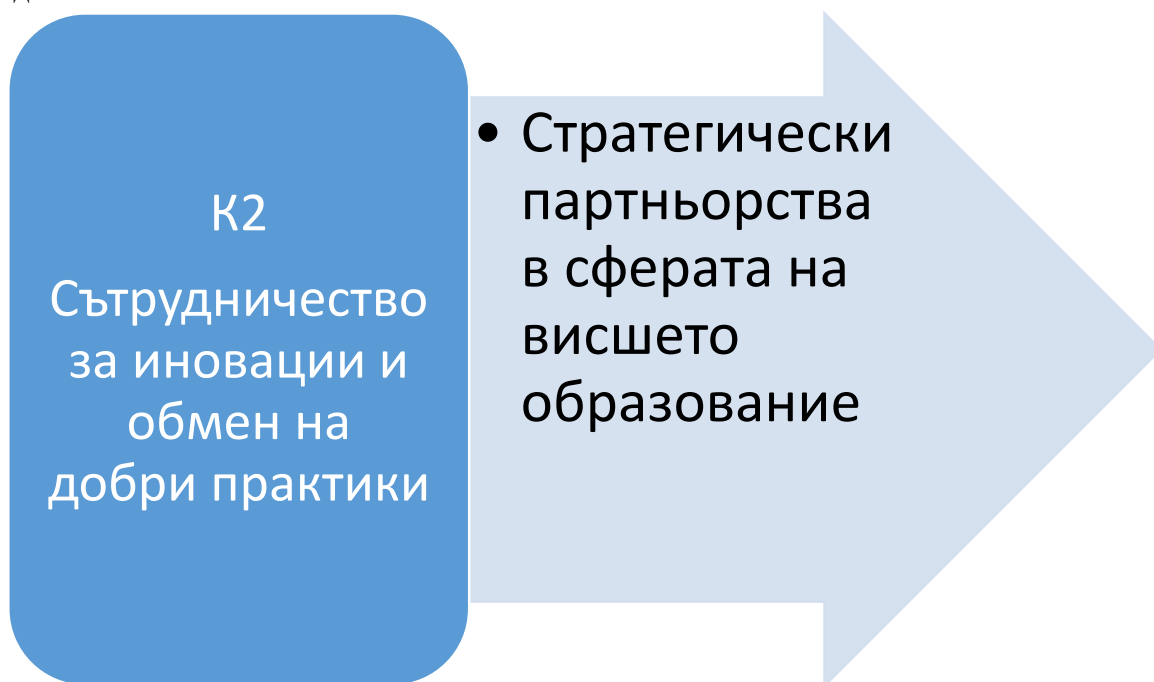 К2
Сътрудничество
за иновации и
обмен на
добри практики
• Стратегически
партньорства
в сферата на
висшето
образование